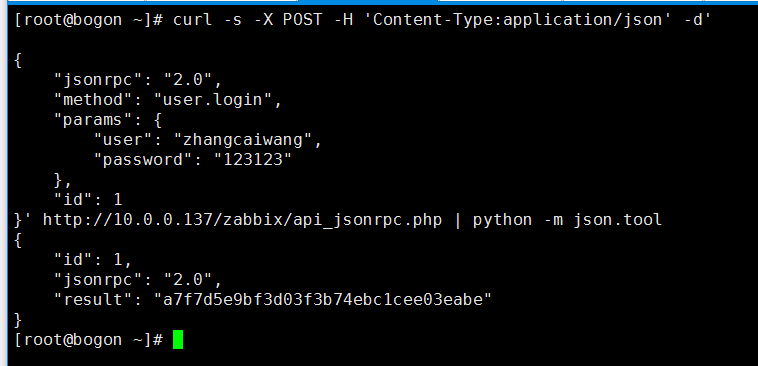 [root@bogon ~]# curl -s -X POST -H 'Content-Type:application/json' -d'
{
    "jsonrpc": "2.0",
    "method": "user.login",
    "params": {
        "user": "zhangcaiwang",
        "password": "123123"
    },
    "id": 1
}' http://10.0.0.137/zabbix/api_jsonrpc.php | python -m json.tool
{
    "id": 1,
    "jsonrpc": "2.0",
    "result": "a7f7d5e9bf3d03f3b74ebc1cee03eabe"
}
[root@bogon ~]#